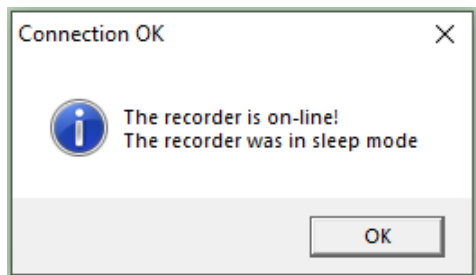 Connection OK
The recorder is on-line!
The recorder was in sleep mode
OK